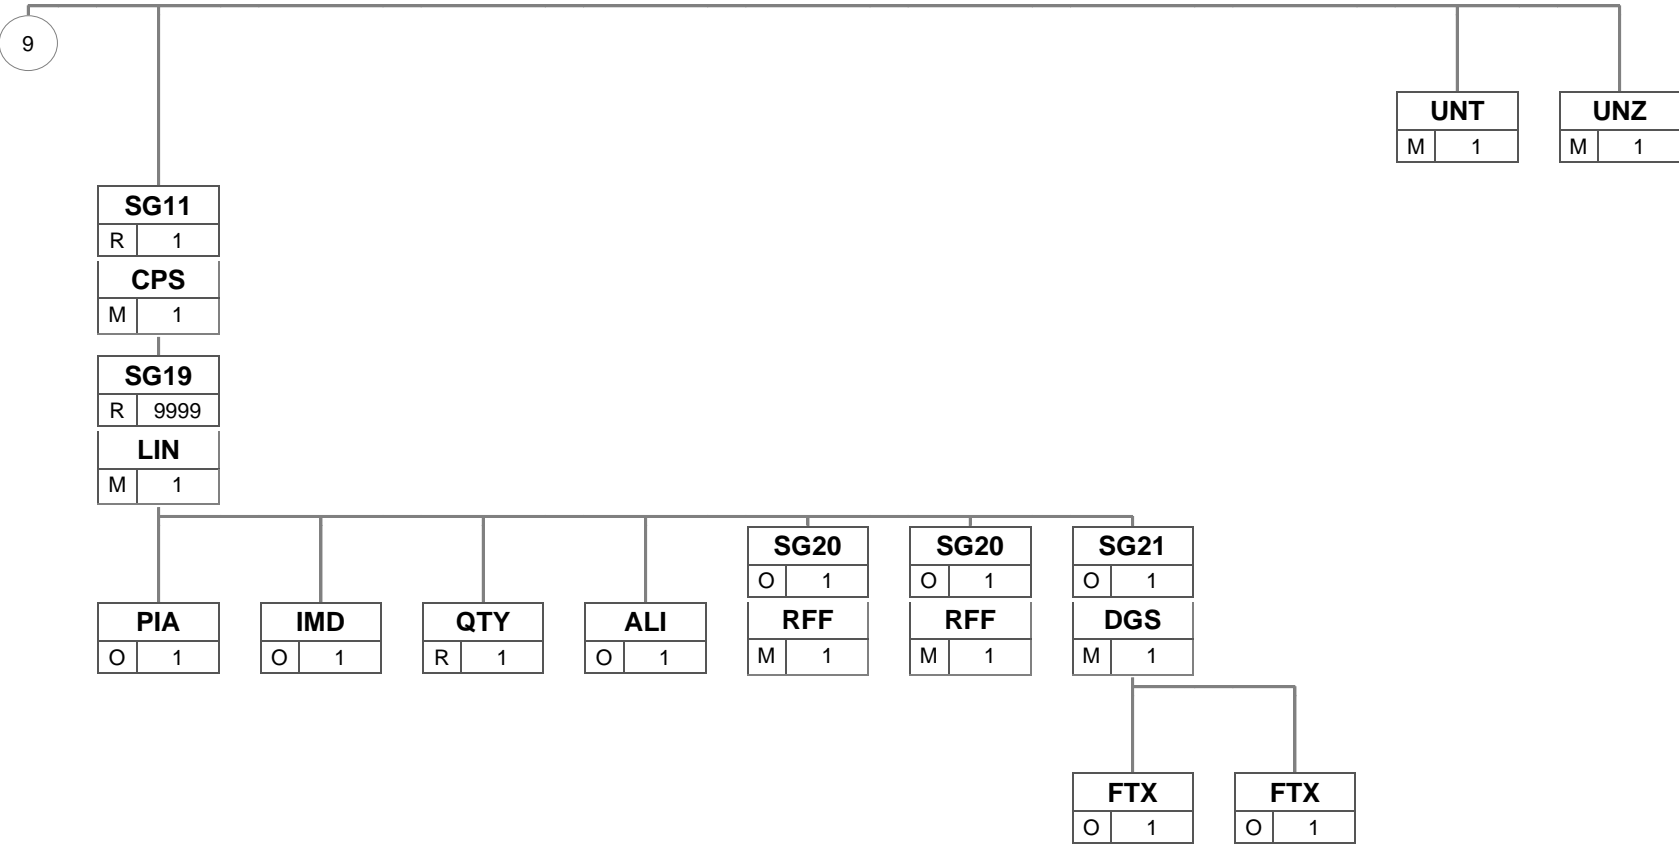 9
UNT
M 1
UNZ
M 1
SG11
R 1
CPS
M 1
SG19
R 9999
LIN
M 1
PIA
O 1
IMD
O 1
QTY
R 1
ALI
O 1
SG20
O 1
RFF
M 1
SG20
O 1
RFF
M 1
SG21
O 1
DGS
M 1
FTX
O 1
FTX
O 1